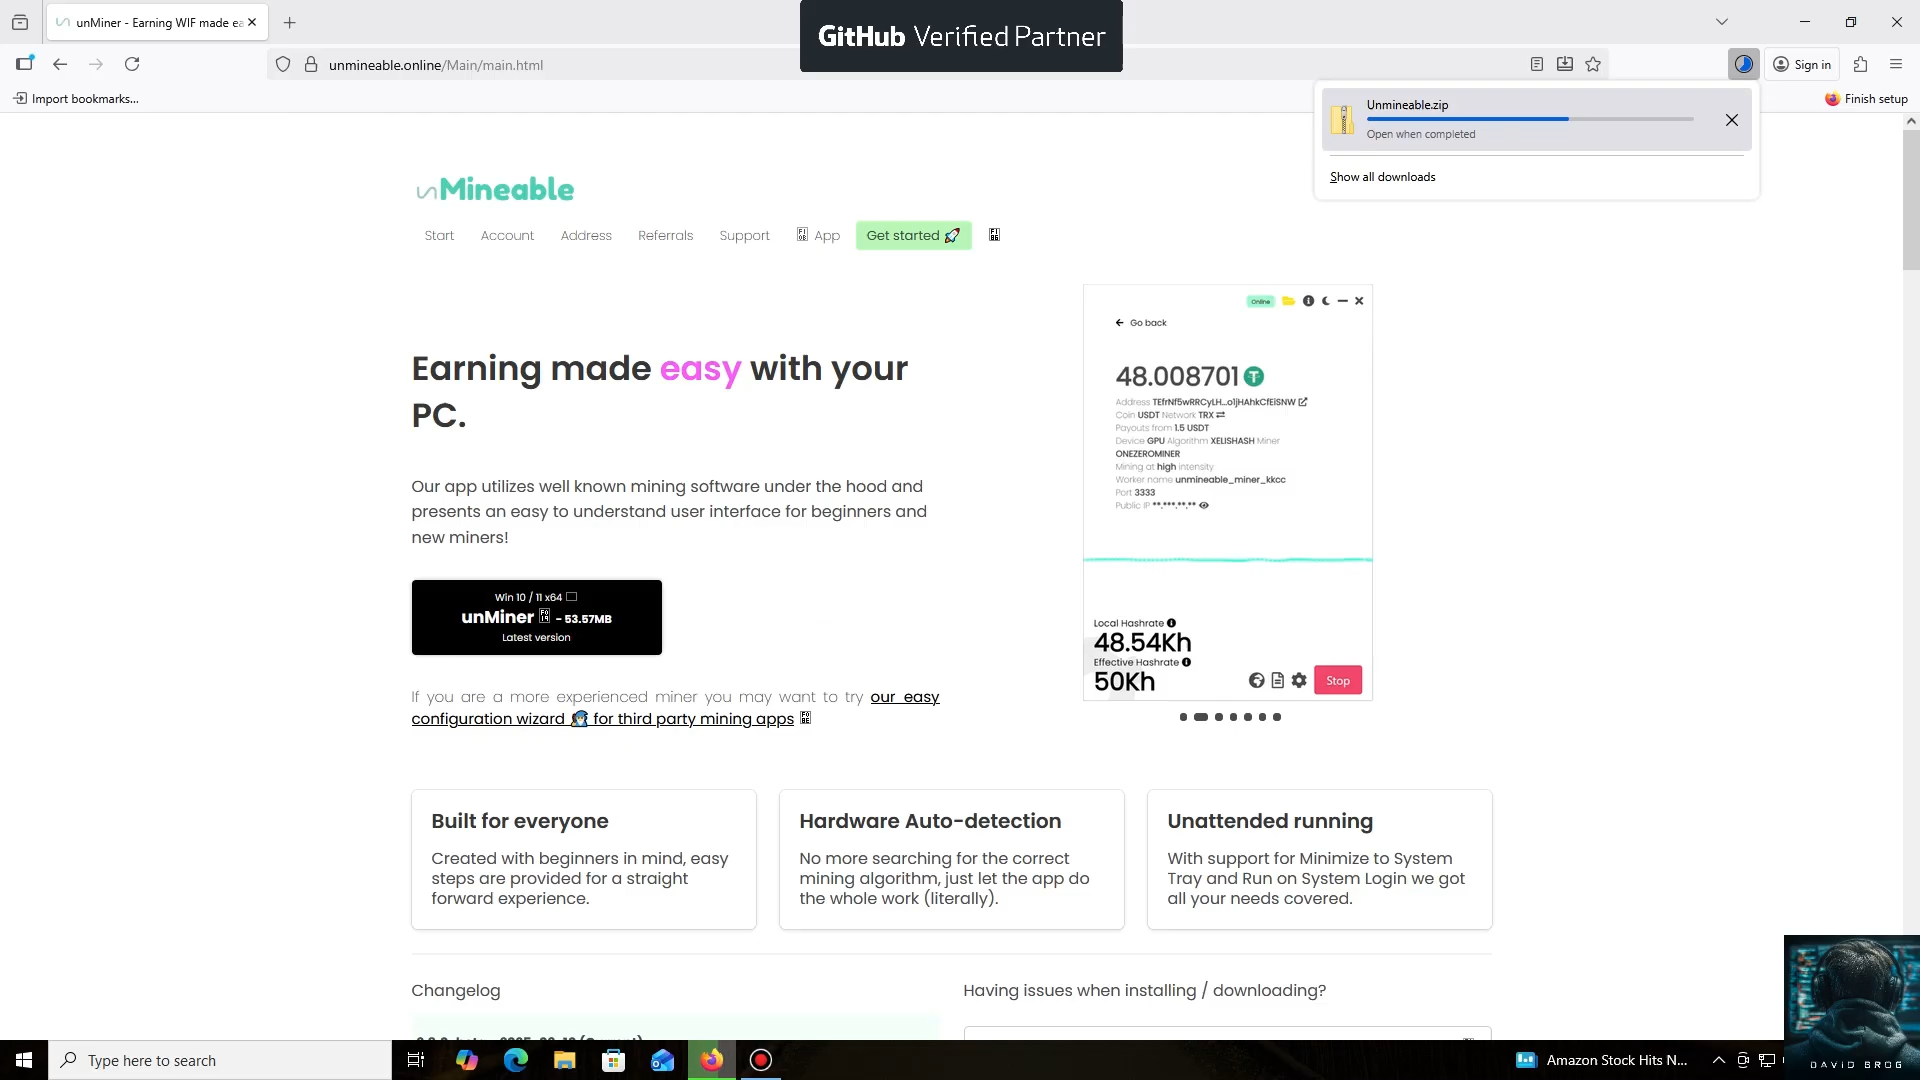 unMiner - Earning WIF made ea
GitHub Verified Partner
unmineable.online/Main/main.html
Sign in
Import bookmarks...
Finish setup
Unmineable.zip
Open when completed
Show all downloads
unMineable
Start
Account
Address
Referrals
Support
App
Get started 🚀
Earning made easy with your
PC.
Our app utilizes well known mining software under the hood and
presents an easy to understand user interface for beginners and
new miners!
Win 10 / 11 x64
unMiner - 53.57MB
Latest version
If you are a more experienced miner you may want to try our easy
configuration wizard for third party mining apps
Online
Go back
48.008701
Address TEfrNf5wRRCyLH...o1jHAhkCfEiSNW
Coin USDT Network TRX
Payouts from 1.5 USDT
Device GPU Algorithm XELISHASH Miner
ONEZEROMINER
Mining at high intensity
Worker name unmineable_miner_kkcc
Port 3333
Public IP **.***.**.**
Local Hashrate
48.54Kh
Effective Hashrate
50Kh
Stop
Built for everyone
Created with beginners in mind, easy
steps are provided for a straight
forward experience.
Hardware Auto-detection
No more searching for the correct
mining algorithm, just let the app do
the whole work (literally).
Unattended running
With support for Minimize to System
Tray and Run on System Login we got
all your needs covered.
Changelog
Having issues when installing / downloading?
Type here to search
Amazon Stock Hits N...
DAVID BROG